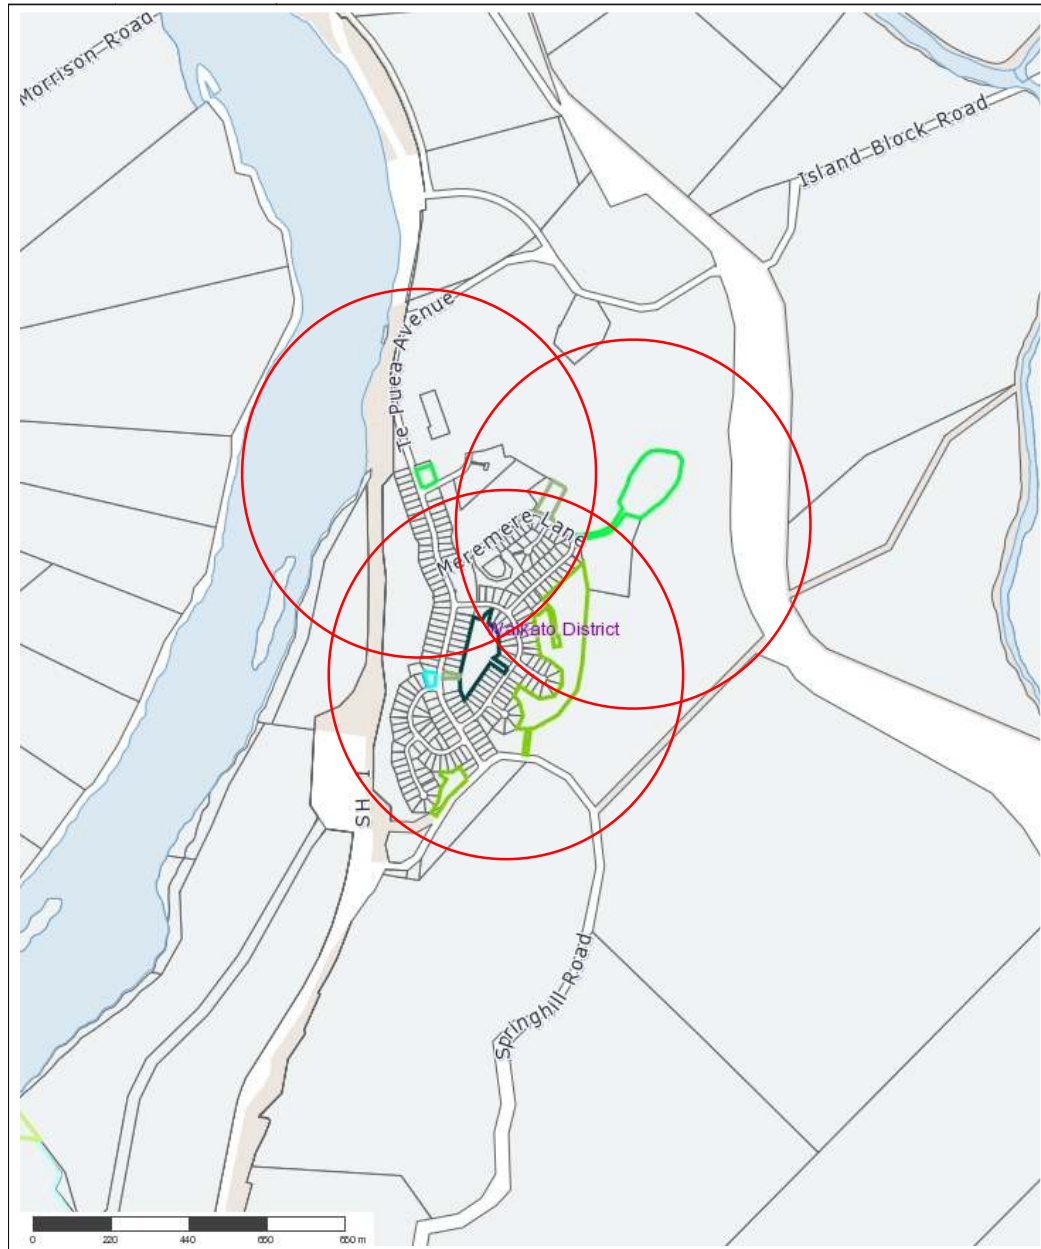 Morrison Road
Island Block Road
Te Puea Avenue
Meremere Lane
Waikato District
SH 1
Springhill Road
0 220 440 660 660 m